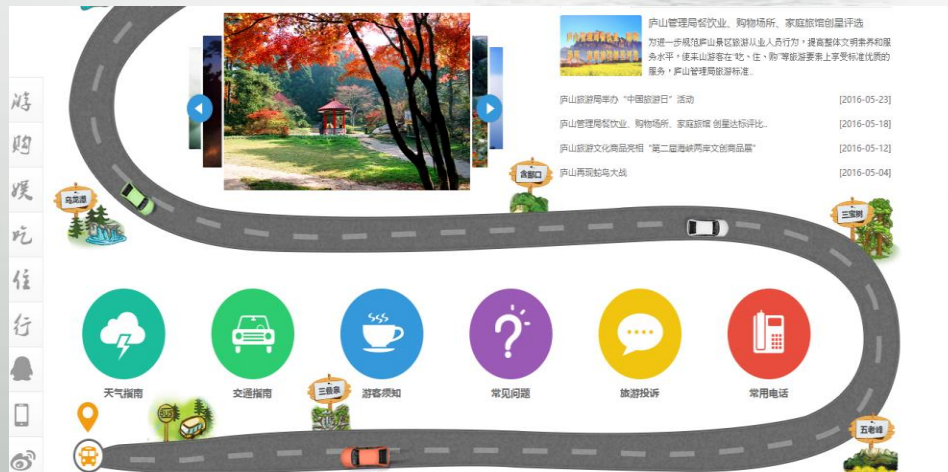 庐山管理局餐饮业、购物场所、家庭旅馆创星评选
为进一步规范庐山景区旅游从业人员行为,提高整体文明素养和服
务水平,使来山游客在"吃、住、购"等旅游要素上享受标准优质的
服务,庐山管理局旅游标准..
庐山旅游局举办“中国旅游日”活动 [2016-05-23]
庐山管理局餐饮业、购物场所、家庭旅馆 创星达标评比.. [2016-05-18]
庐山旅游文化商品亮相“第二届海峡两岸文创商品展” [2016-05-12]
庐山再现蛇鸟大战 [2016-05-04]
游
购
娱
吃
住
行
乌龙潭
含鄱口
三宝树
天气指南
交通指南
游客须知
常见问题
旅游投诉
常用电话
三叠泉
五老峰